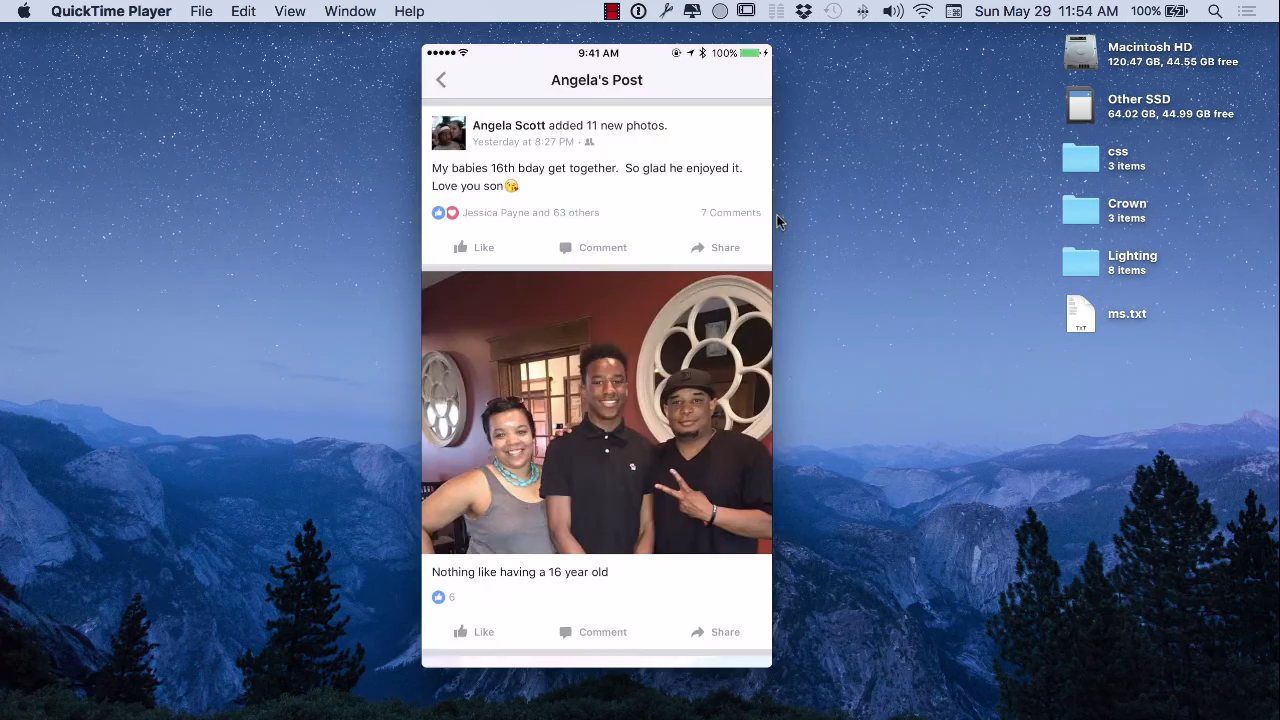 QuickTime Player File Edit View Window Help Sun May 29 11:54 AM 100%
9:41 AM 100%
Angela's Post
Angela Scott added 11 new photos.
Yesterday at 8:27 PM
My babies 16th bday get together. So glad he enjoyed it.
Love you son😘
Jessica Payne and 63 others 7 Comments
Like Comment Share
Nothing like having a 16 year old
6
Like Comment Share
Macintosh HD
120.47 GB, 44.55 GB free
Other SSD
64.02 GB, 44.99 GB free
css
3 items
Crown
3 items
Lighting
8 items
TXT
ms.txt